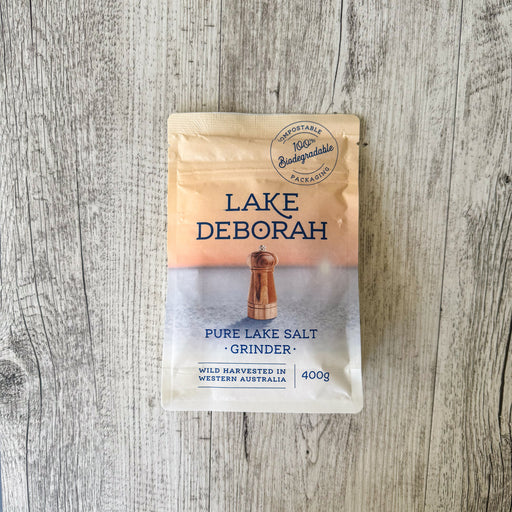 COMPOSTABLE
100%
Biodegradable
PACKAGING
LAKE
DEBORAH
PURE LAKE SALT
· GRINDER ·
WILD HARVESTED IN
WESTERN AUSTRALIA
400g